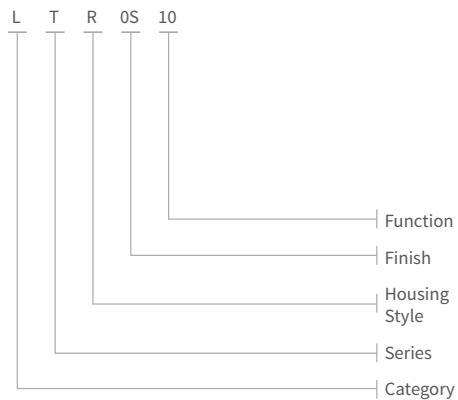 L T R 0S 10
Function
Finish
Housing
Style
Series
Category